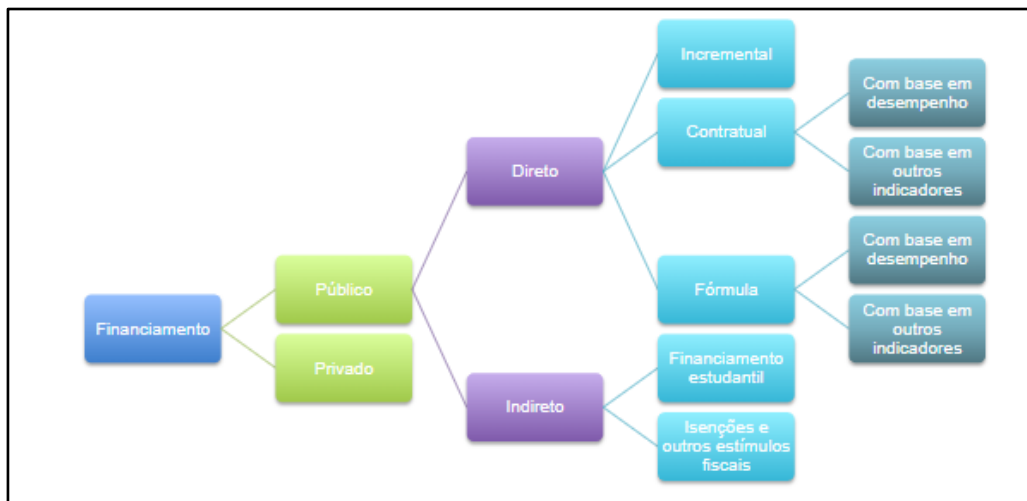 Financiamento
Público
Privado
Direto
Indireto
Incremental
Contratual
Fórmula
Financiamento
estudantil
Isenções e
outros estímulos
fiscais
Com base em
desempenho
Com base em
outros
indicadores
Com base em
desempenho
Com base em
outros
indicadores